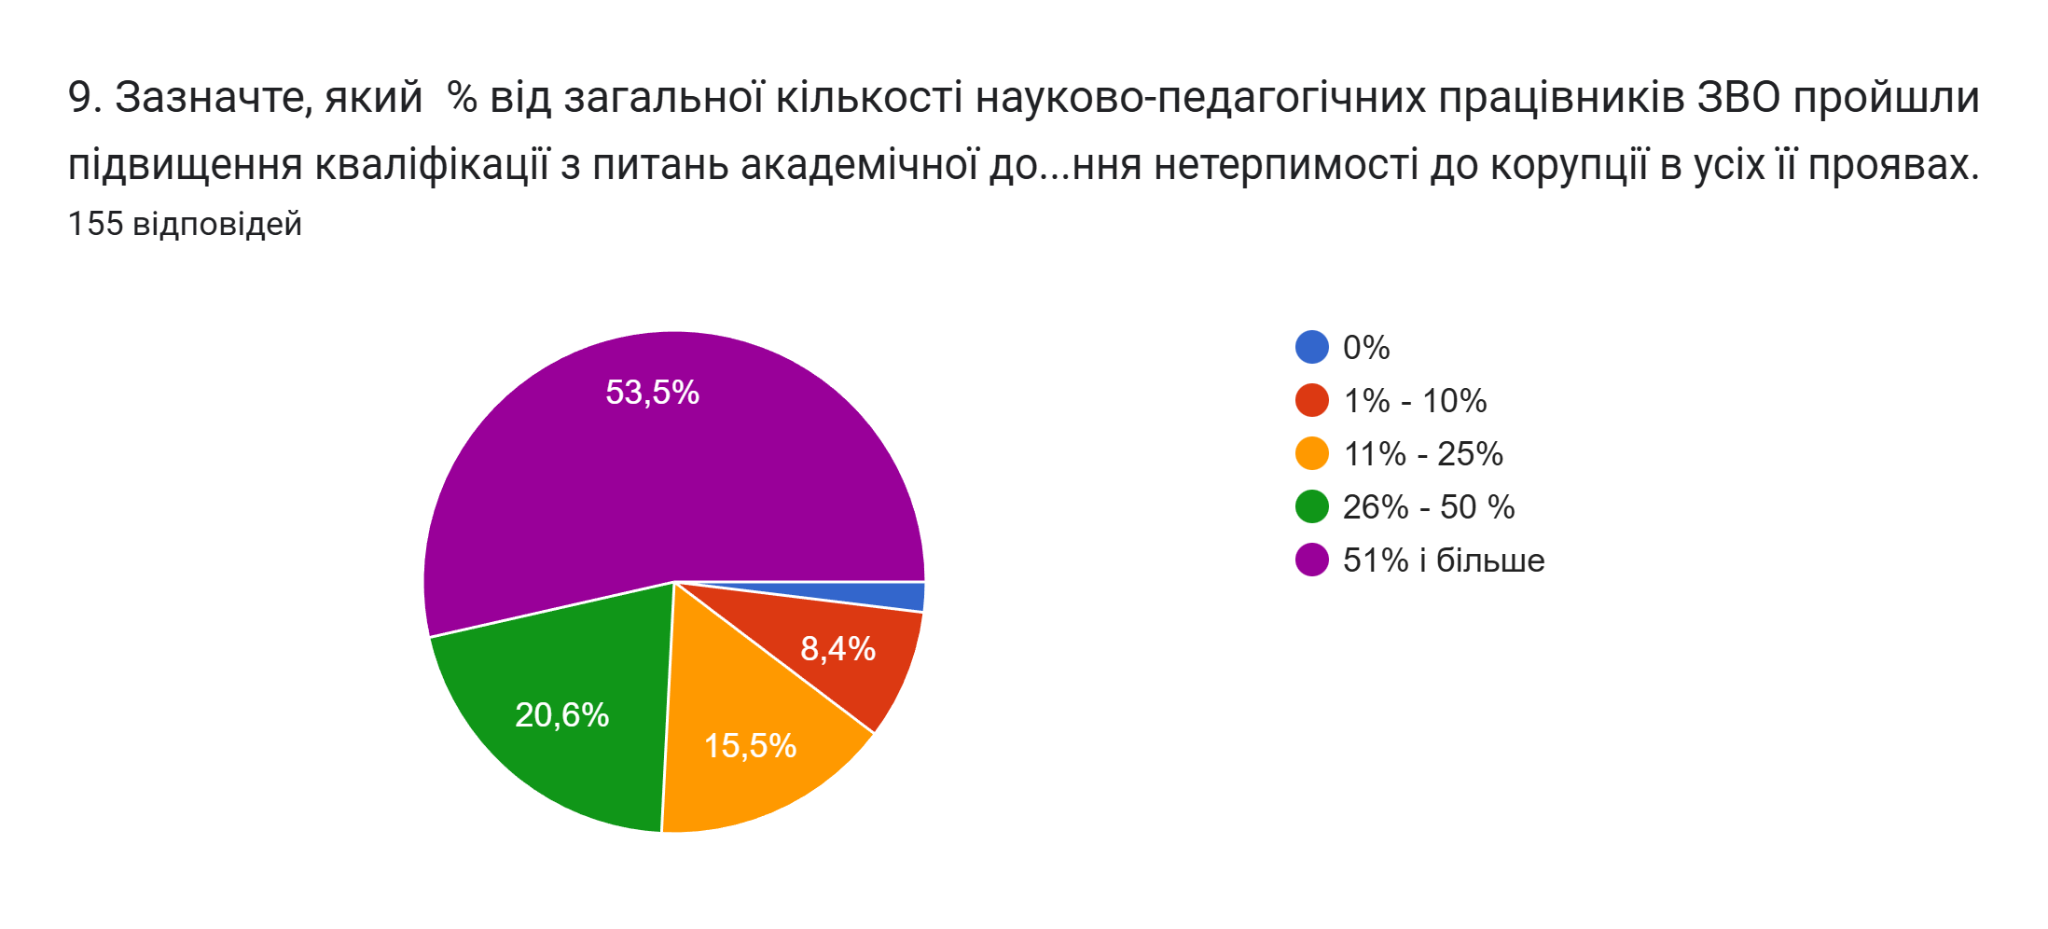 9. Зазначте, який  % від загальної кількості науково-педагогічних працівників ЗВО пройшли
підвищення кваліфікації з питань академічної до...ння нетерпимості до корупції в усіх її проявах.
155 відповідей
53,5%
8,4%
20,6%
15,5%
0%
1% - 10%
11% - 25%
26% - 50 %
51% і більше